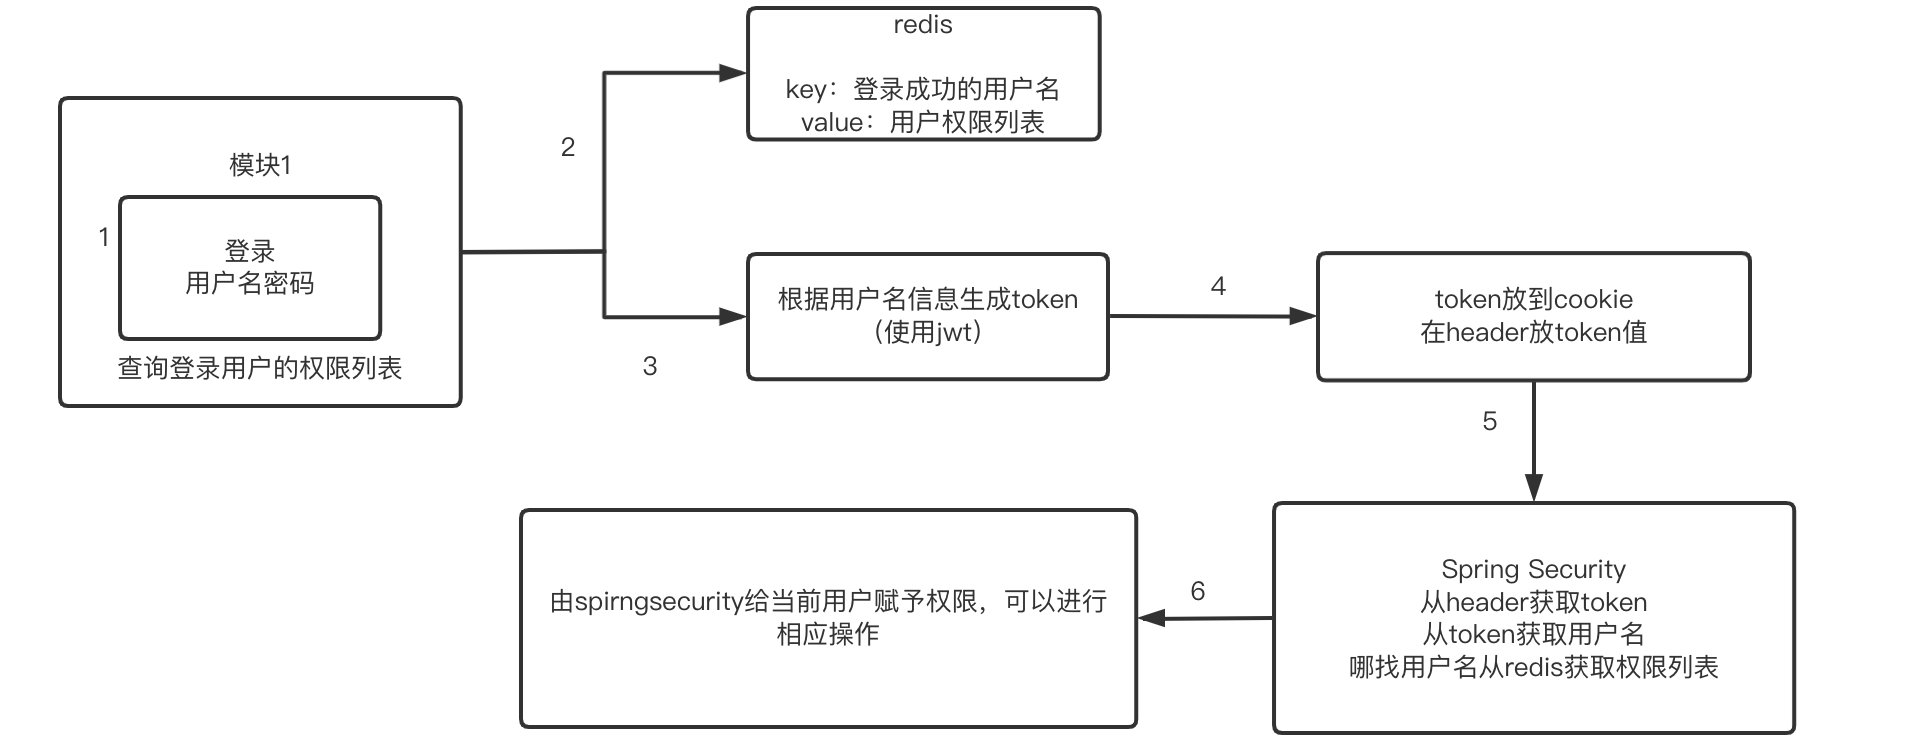 redis
key：登录成功的用户名
value：用户权限列表
2
模块1
1
登录
用户名密码
查询登录用户的权限列表
3
根据用户名信息生成token
（使用jwt）
4
token放到cookie
在header放token值
5
Spring Security
从header获取token
从token获取用户名
哪找用户名从redis获取权限列表
6
由spirngsecurity给当前用户赋予权限，可以进行
相应操作